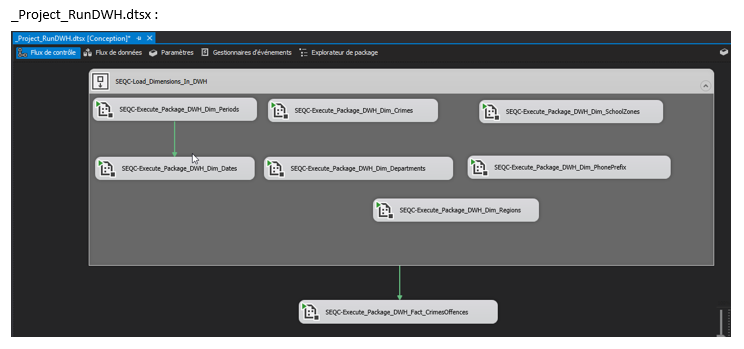 _Project_RunDWH.dtsx :
_Project_RunDWH.dtsx [Conception]*
Flux de contrôle Flux de données Paramètres Gestionnaires d'événements Explorateur de package
SEQC-Load_Dimensions_In_DWH
SEQC-Execute_Package_DWH_Dim_Periods
SEQC-Execute_Package_DWH_Dim_Crimes
SEQC-Execute_Package_DWH_Dim_SchoolZones
SEQC-Execute_Package_DWH_Dim_Dates
SEQC-Execute_Package_DWH_Dim_Departments
SEQC-Execute_Package_DWH_Dim_PhonePrefix
SEQC-Execute_Package_DWH_Dim_Regions
SEQC-Execute_Package_DWH_Fact_CrimesOffences